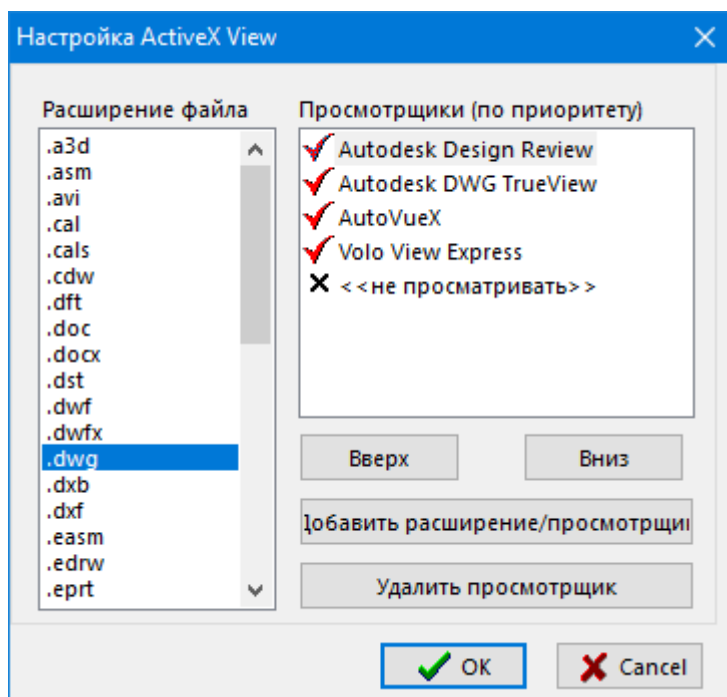 Настройка ActiveX View
Расширение файла
.a3d
.asm
.avi
.cal
.cals
.cdw
.dft
.doc
.docx
.dst
.dwf
.dwfx
.dwg
.dxb
.dxf
.easm
.edrw
.eprt
Просмотрщики (по приоритету)
Autodesk Design Review
Autodesk DWG TrueView
AutoVueX
Volo View Express
<<не просматривать>>
Вверх
Вниз
Добавить расширение/просмотрщик
Удалить просмотрщик
OK
Cancel